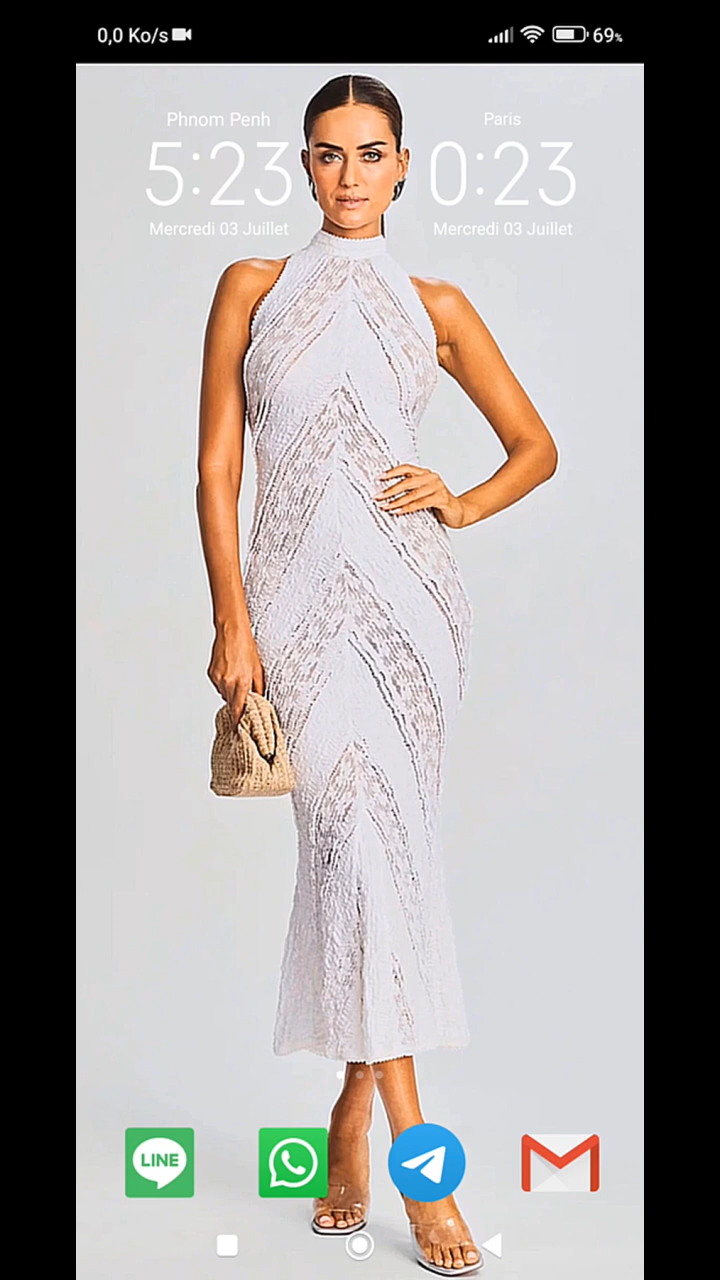 0,0 Ko/s
69%
Phnom Penh
5:23
Mercredi 03 Juillet
Paris
0:23
Mercredi 03 Juillet
LINE